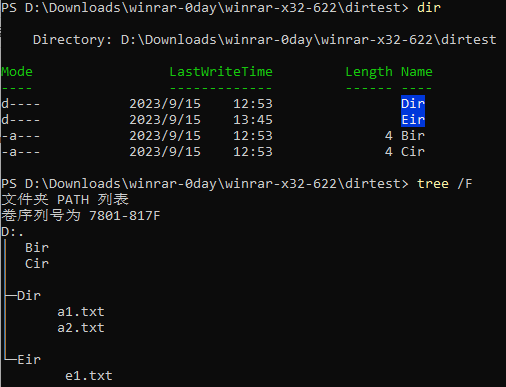 PS D:\Downloads\winrar-0day\winrar-x32-622\dirtest> dir
Directory: D:\Downloads\winrar-0day\winrar-x32-622\dirtest
Mode LastWriteTime Length Name
---- ------------- ------ ----
d---- 2023/9/15 12:53 Dir
d---- 2023/9/15 13:45 Eir
-a--- 2023/9/15 12:53 4 Bir
-a--- 2023/9/15 12:53 4 Cir
PS D:\Downloads\winrar-0day\winrar-x32-622\dirtest> tree /F
文件夹 PATH 列表
卷序列号为 7801-817F
D:.
│ Bir
│ Cir
│
├─Dir
│ a1.txt
│ a2.txt
│
└─Eir
e1.txt